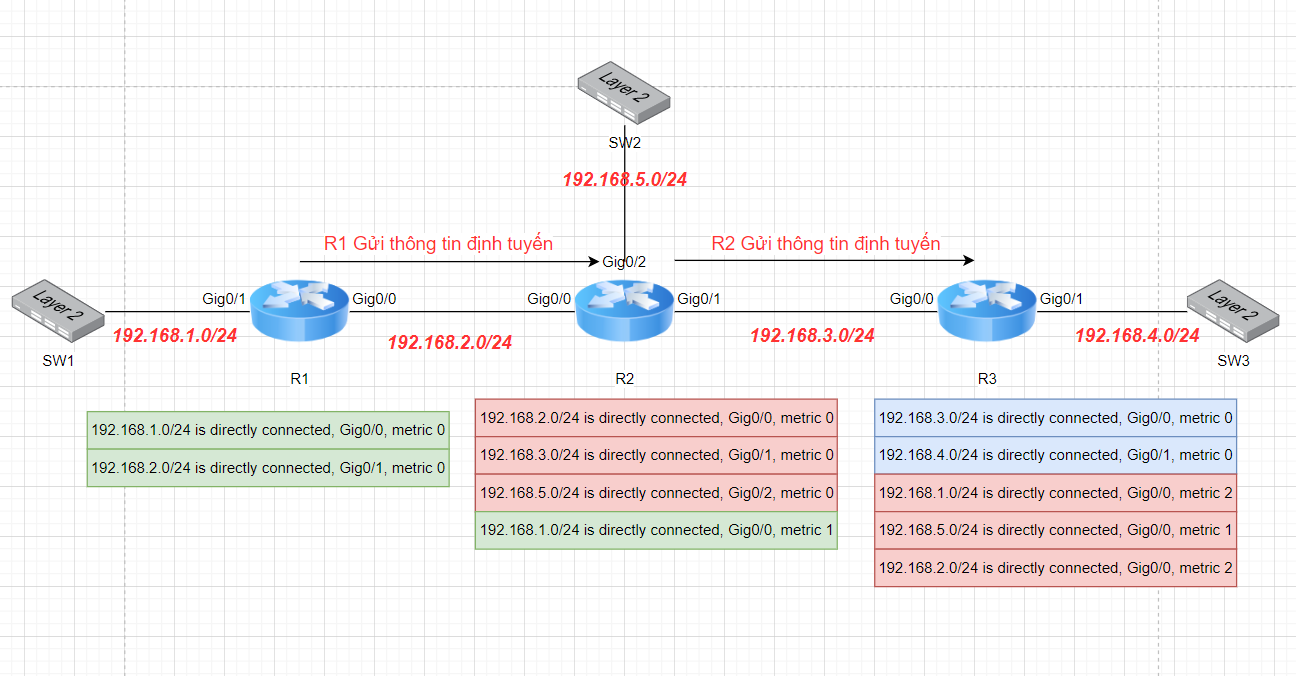 Layer 2
SW2
192.168.5.0/24
R1 Gửi thông tin định tuyến
R2 Gửi thông tin định tuyến
Gig0/2
Layer 2
Gig0/1
Gig0/0
Gig0/0
Gig0/1
Gig0/0
Gig0/1
Layer 2
192.168.1.0/24
192.168.2.0/24
192.168.3.0/24
192.168.4.0/24
SW1
SW3
R1
R2
R3
192.168.1.0/24 is directly connected, Gig0/0, metric 0
192.168.2.0/24 is directly connected, Gig0/1, metric 0
192.168.2.0/24 is directly connected, Gig0/0, metric 0
192.168.3.0/24 is directly connected, Gig0/1, metric 0
192.168.5.0/24 is directly connected, Gig0/2, metric 0
192.168.1.0/24 is directly connected, Gig0/0, metric 1
192.168.3.0/24 is directly connected, Gig0/0, metric 0
192.168.4.0/24 is directly connected, Gig0/1, metric 0
192.168.1.0/24 is directly connected, Gig0/0, metric 2
192.168.5.0/24 is directly connected, Gig0/0, metric 1
192.168.2.0/24 is directly connected, Gig0/0, metric 2